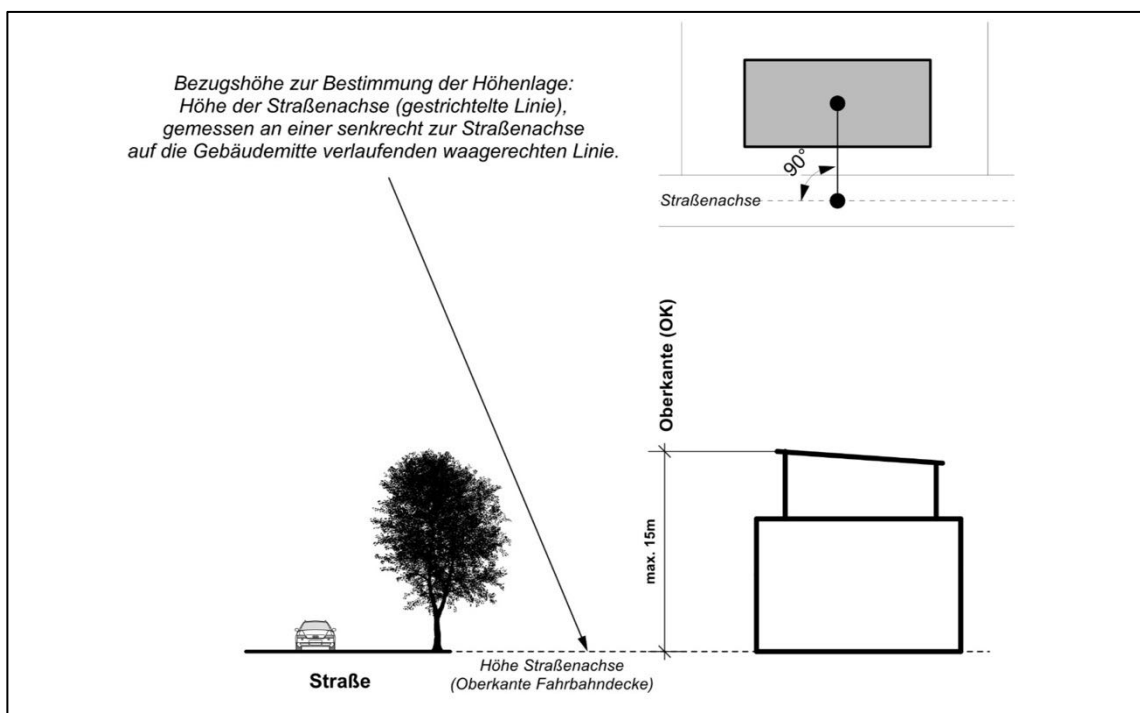 Bezugshöhe zur Bestimmung der Höhenlage:
Höhe der Straßenachse (gestrichtelte Linie),
gemessen an einer senkrecht zur Straßenachse
auf die Gebäudemitte verlaufenden waagerechten Linie.
90°
Straßenachse
Oberkante (OK)
max. 15m
Straße
Höhe Straßenachse
(Oberkante Fahrbahndecke)